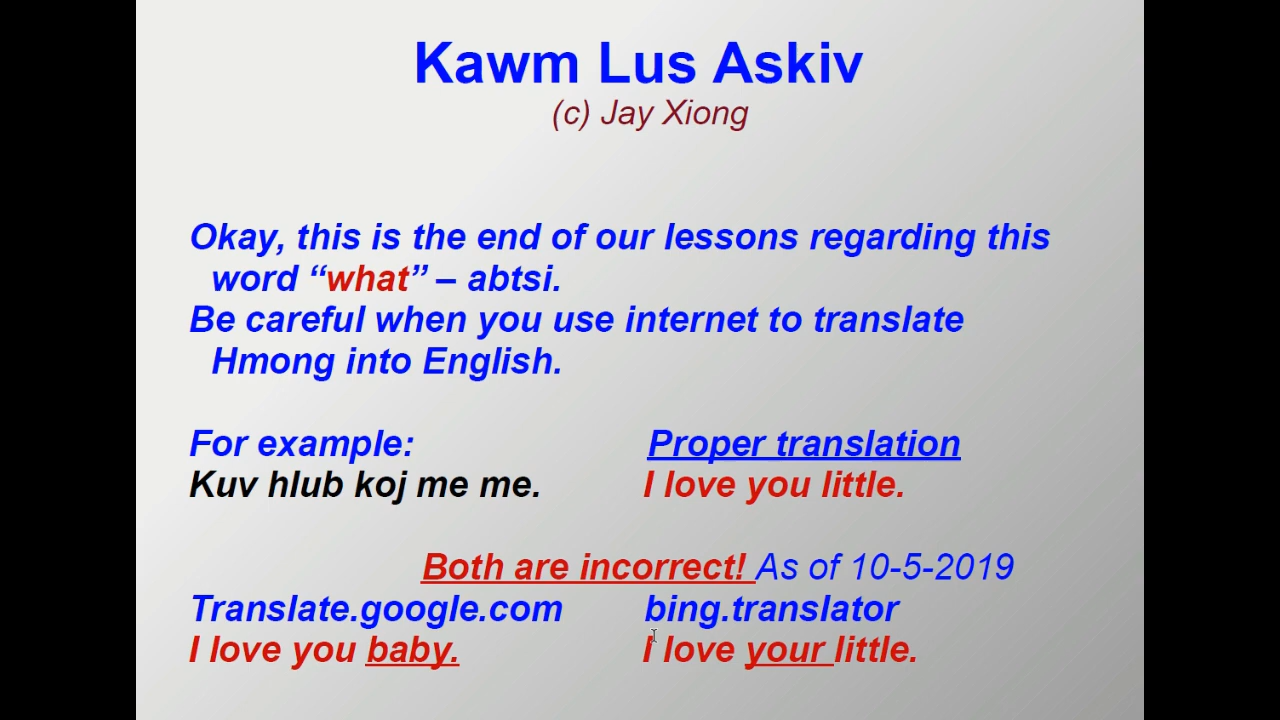 Kawm Lus Askiv
(c) Jay Xiong
Okay, this is the end of our lessons regarding this
word “what” – abtsi.
Be careful when you use internet to translate
Hmong into English.
For example: Proper translation
Kuv hlub koj me me. I love you little.
Both are incorrect! As of 10-5-2019
Translate.google.com bing.translator
I love you baby. I love your little.